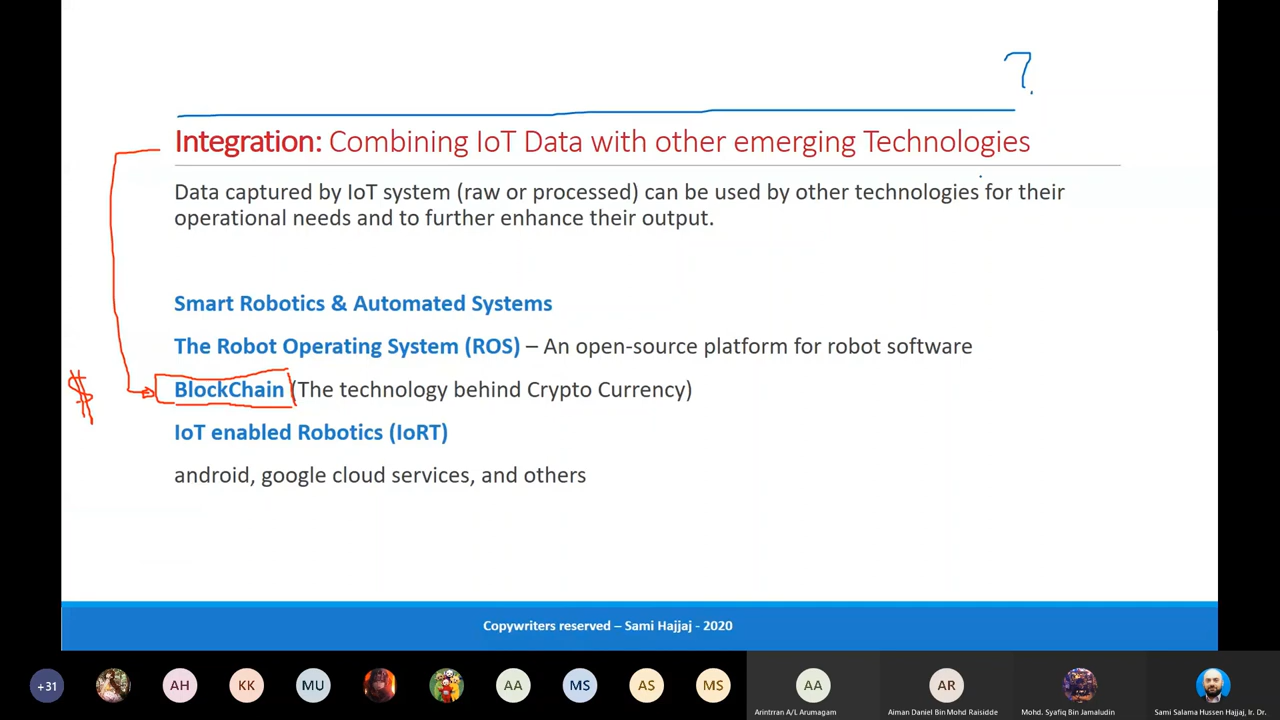 ?
Integration: Combining IoT Data with other emerging Technologies
Data captured by IoT system (raw or processed) can be used by other technologies for their
operational needs and to further enhance their output.
Smart Robotics & Automated Systems
The Robot Operating System (ROS) – An open-source platform for robot software
$
BlockChain (The technology behind Crypto Currency)
IoT enabled Robotics (IoRT)
android, google cloud services, and others
Copywriters reserved – Sami Hajjaj - 2020
+31
AH
KK
MU
AA
MS
AS
MS
AA
AR
Arintrran A/L Arumagam
Aiman Daniel Bin Mohd Raisidde
Mohd. Syafiq Bin Jamaludin
Sami Salama Hussen Hajjaj, Ir. Dr.